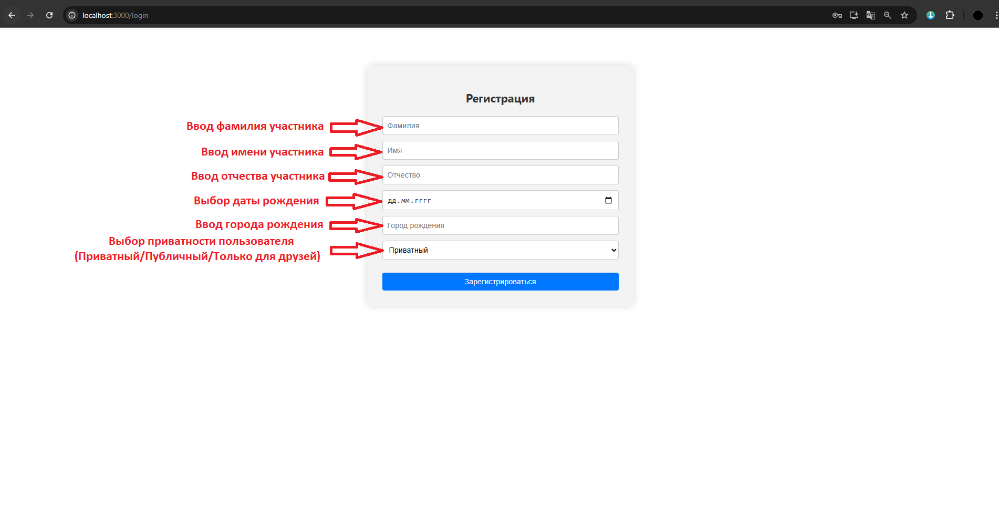 localhost:3000/login
Регистрация
Ввод фамилия участника
Фамилия
Ввод имени участника
Имя
Ввод отчества участника
Отчество
Выбор даты рождения
дд.мм.гггг
Ввод города рождения
Город рождения
Выбор приватности пользователя
(Приватный/Публичный/Только для друзей)
Приватный
Зарегистрироваться